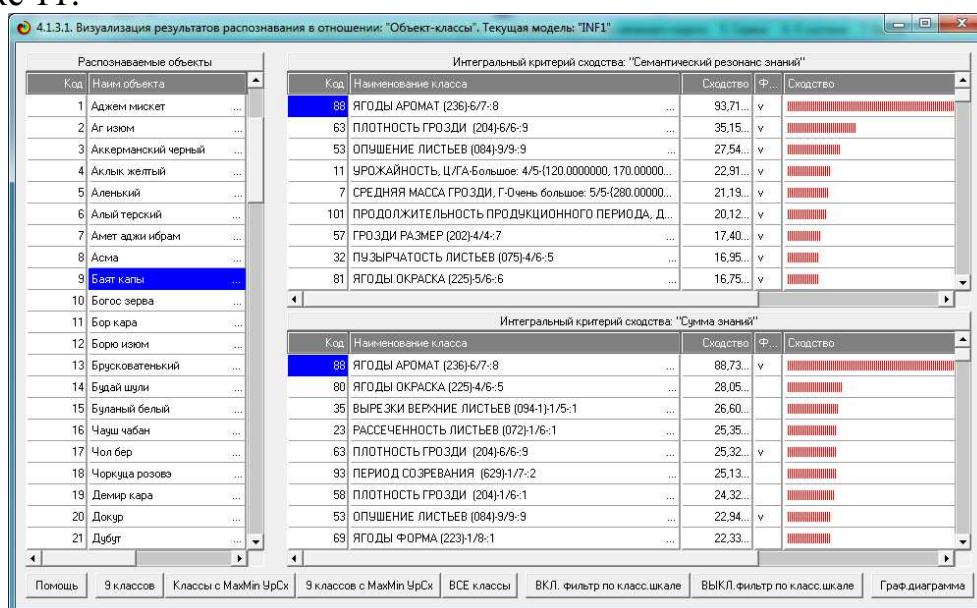 ке 11.
4.1.3.1. Визуализация результатов распознавания в отношении: "Объект-классы". Текущая модель: "INF1"
Распознаваемые объекты
Код Наим.объекта
1 Аджем мискет ...
2 Аг изюм ...
3 Аккерманский черный ...
4 Аклык желтый ...
5 Аленький ...
6 Алый терский ...
7 Амет аджи ибрам ...
8 Асма ...
9 Баят капы ...
10 Богос зерва ...
11 Бор кара ...
12 Борю изюм ...
13 Брусковатенький ...
14 Будай шули ...
15 Буланый белый ...
16 Чауш чабан ...
17 Чол бер ...
18 Чоркуца розовэ ...
19 Демир кара ...
20 Докур ...
21 Дубут ...
Интегральный критерий сходства: "Семантический резонанс знаний"
Код Наименование класса Сходство Ф... Сходство
88 ЯГОДЫ АРОМАТ (236)-6/7-:8 ... 93,71... v
63 ПЛОТНОСТЬ ГРОЗДИ (204)-6/6-:9 ... 35,15... v
53 ОПУШЕНИЕ ЛИСТЬЕВ (084)-9/9-:9 ... 27,54... v
11 УРОЖАЙНОСТЬ, Ц/ГА-Большое: 4/5-{120.0000000, 170.00000... 22,91... v
7 СРЕДНЯЯ МАССА ГРОЗДИ, Г-Очень большое: 5/5-{280.00000... 21,19... v
101 ПРОДОЛЖИТЕЛЬНОСТЬ ПРОДУКЦИОННОГО ПЕРИОДА, Д... 20,12... v
57 ГРОЗДИ РАЗМЕР (202)-4/4-:7 ... 17,40... v
32 ПУЗЫРЧАТОСТЬ ЛИСТЬЕВ (075)-4/6-:5 ... 16,95... v
81 ЯГОДЫ ОКРАСКА (225)-5/6-:6 ... 16,75... v
Интегральный критерий сходства: "Сумма знаний"
Код Наименование класса Сходство Ф... Сходство
88 ЯГОДЫ АРОМАТ (236)-6/7-:8 ... 88,73... v
80 ЯГОДЫ ОКРАСКА (225)-4/6-:5 ... 28,05...
35 ВЫРЕЗКИ ВЕРХНИЕ ЛИСТЬЕВ (094-1)-1/5-:1 ... 26,60...
23 РАССЕЧЕННОСТЬ ЛИСТЬЕВ (072)-1/6-:1 ... 25,35...
63 ПЛОТНОСТЬ ГРОЗДИ (204)-6/6-:9 ... 25,32... v
93 ПЕРИОД СОЗРЕВАНИЯ (629)-1/7-:2 ... 25,13...
58 ПЛОТНОСТЬ ГРОЗДИ (204)-1/6-:1 ... 24,32...
53 ОПУШЕНИЕ ЛИСТЬЕВ (084)-9/9-:9 ... 22,94... v
69 ЯГОДЫ ФОРМА (223)-1/8-:1 ... 22,33...
Помощь 9 классов Классы с MaxMin УрСх 9 классов с MaxMin УрСх ВСЕ классы ВКЛ. фильтр по класс.шкале ВЫКЛ.фильтр по класс.шкале Граф.диаграмма